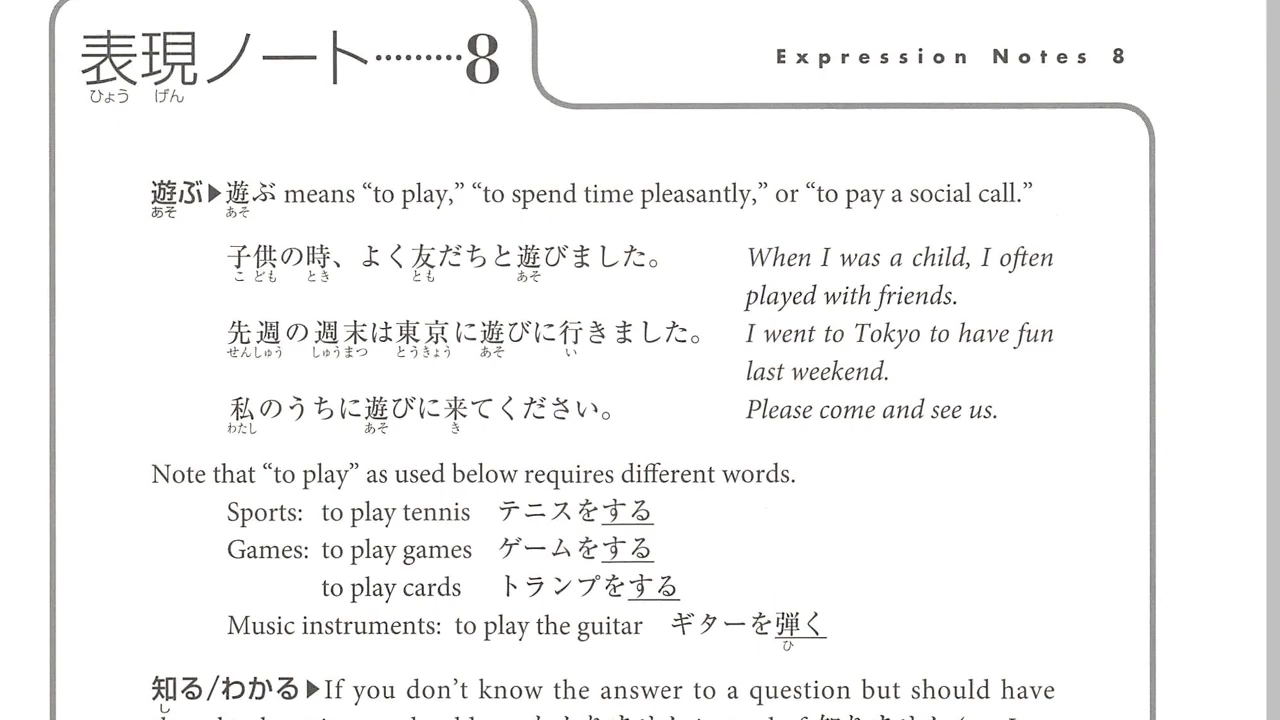 表現ノート………8
ひょう げん
Expression Notes 8
遊ぶ▶遊ぶ means “to play,” “to spend time pleasantly,” or “to pay a social call.”
あそ あそ
子供の時、よく友だちと遊びました。 When I was a child, I often
こ ども とき とも あそ
played with friends.
先週の週末は東京に遊びに行きました。 I went to Tokyo to have fun
せんしゅう しゅうまつ とうきょう あそ い
last weekend.
私のうちに遊びに来てください。 Please come and see us.
わたし あそ き
Note that “to play” as used below requires different words.
Sports: to play tennis テニスをする
Games: to play games ゲームをする
to play cards トランプをする
Music instruments: to play the guitar ギターを弾く
ひ
知る/わかる▶If you don’t know the answer to a question but should have
し